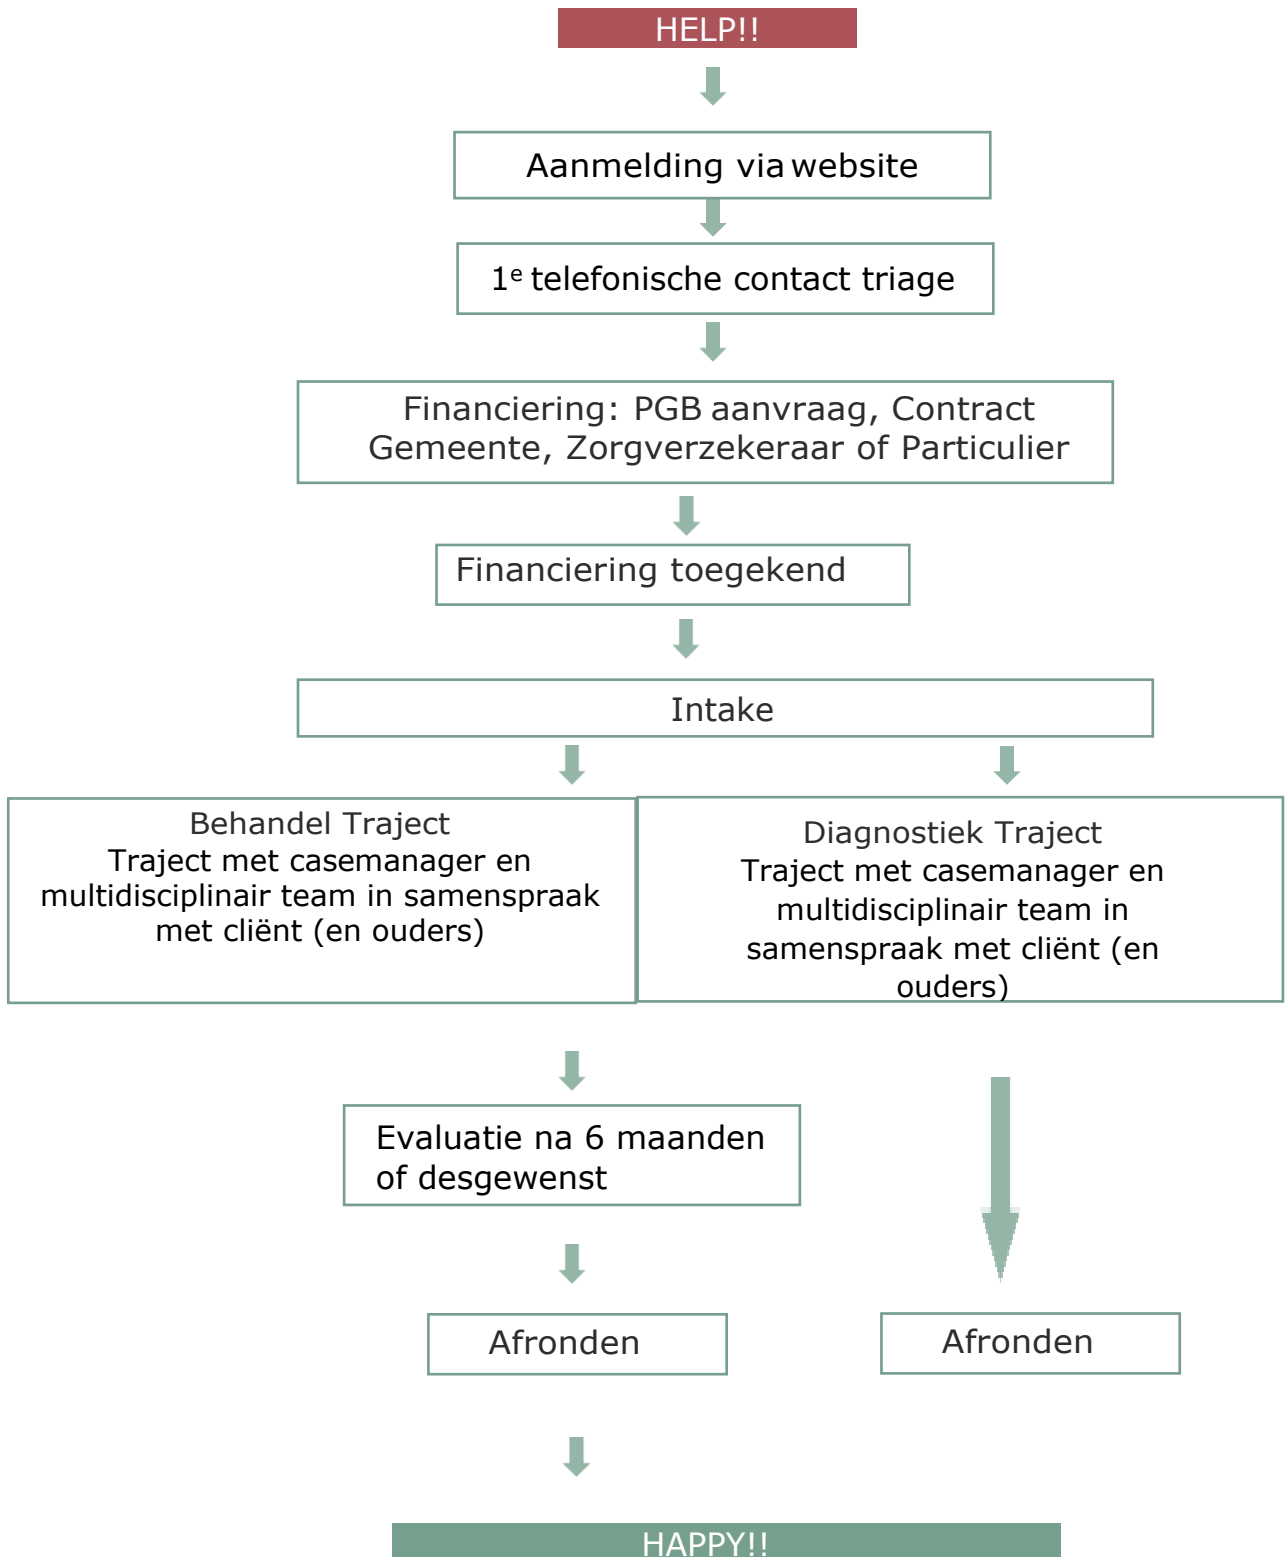 HELP!!
Aanmelding via website
1e telefonische contact triage
Financiering: PGB aanvraag, Contract
Gemeente, Zorgverzekeraar of Particulier
Financiering toegekend
Intake
Behandel Traject
Traject met casemanager en
multidisciplinair team in samenspraak
met cliënt (en ouders)
Diagnostiek Traject
Traject met casemanager en
multidisciplinair team in
samenspraak met cliënt (en
ouders)
Evaluatie na 6 maanden
of desgewenst
Afronden
Afronden
HAPPY!!